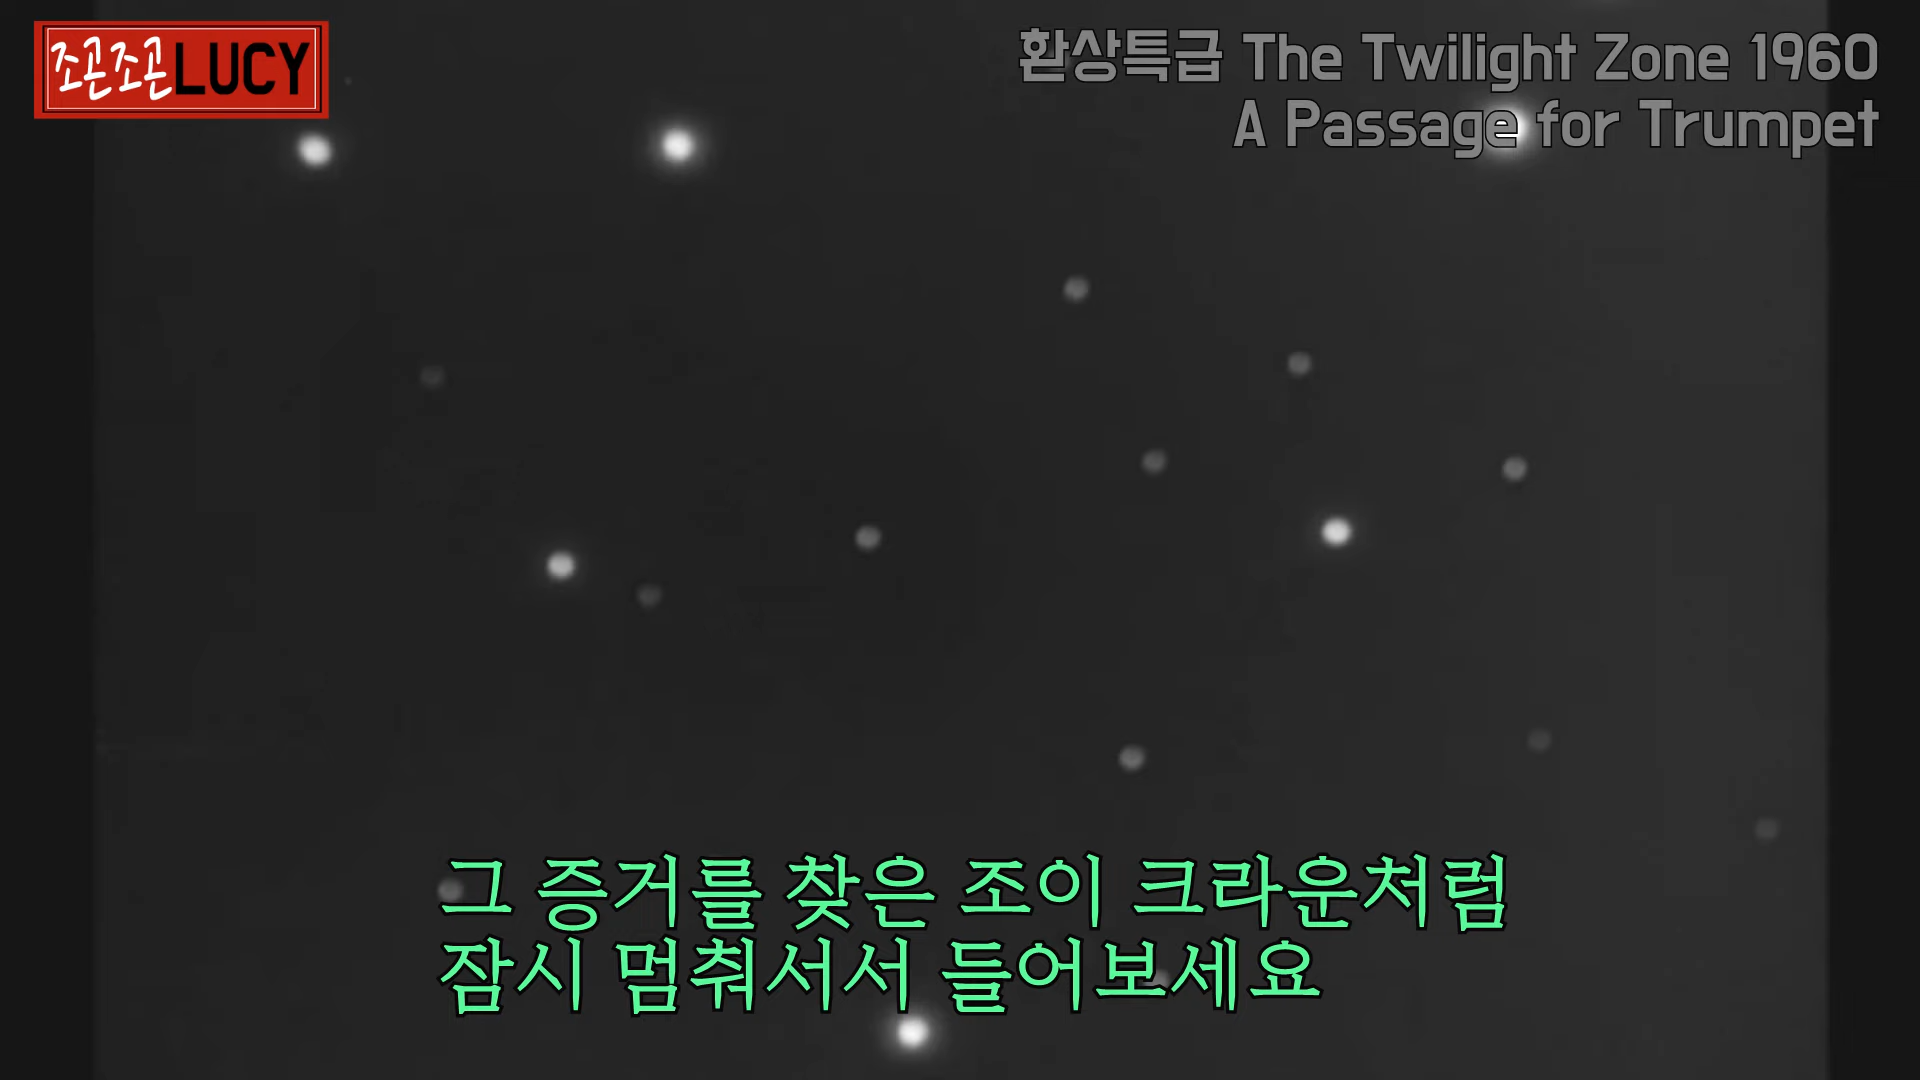 조곤조곤LUCY
환상특급 The Twilight Zone 1960
A Passage for Trumpet
그 증거를 찾은 조이 크라운처럼
잠시 멈춰서서 들어보세요